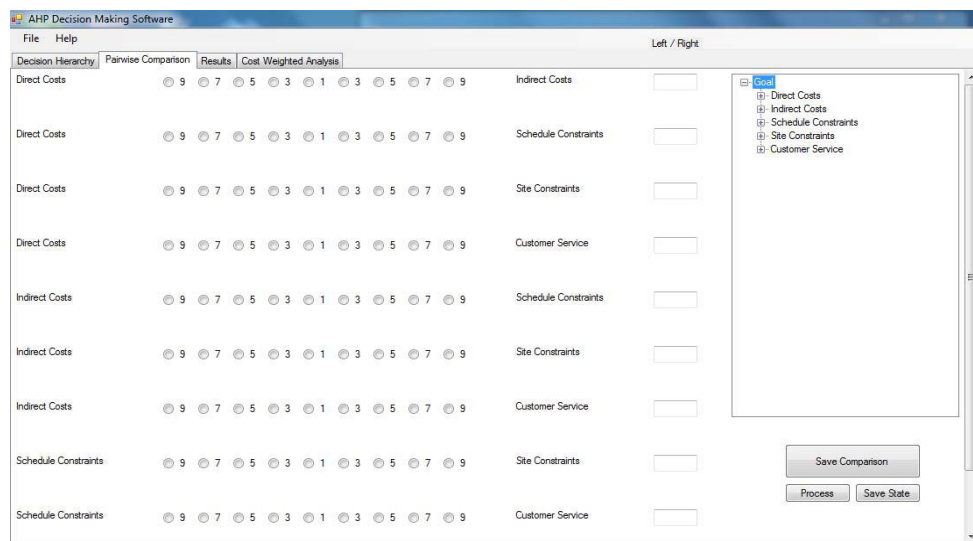 AHP Decision Making Software
File Help
Left / Right
Decision Hierarchy Pairwise Comparison Results Cost Weighted Analysis
Direct Costs 9 7 5 3 1 3 5 7 9 Indirect Costs
Direct Costs 9 7 5 3 1 3 5 7 9 Schedule Constraints
Direct Costs 9 7 5 3 1 3 5 7 9 Site Constraints
Direct Costs 9 7 5 3 1 3 5 7 9 Customer Service
Indirect Costs 9 7 5 3 1 3 5 7 9 Schedule Constraints
Indirect Costs 9 7 5 3 1 3 5 7 9 Site Constraints
Indirect Costs 9 7 5 3 1 3 5 7 9 Customer Service
Schedule Constraints 9 7 5 3 1 3 5 7 9 Site Constraints
Schedule Constraints 9 7 5 3 1 3 5 7 9 Customer Service
Goal
Direct Costs
Indirect Costs
Schedule Constraints
Site Constraints
Customer Service
Save Comparison
Process Save State